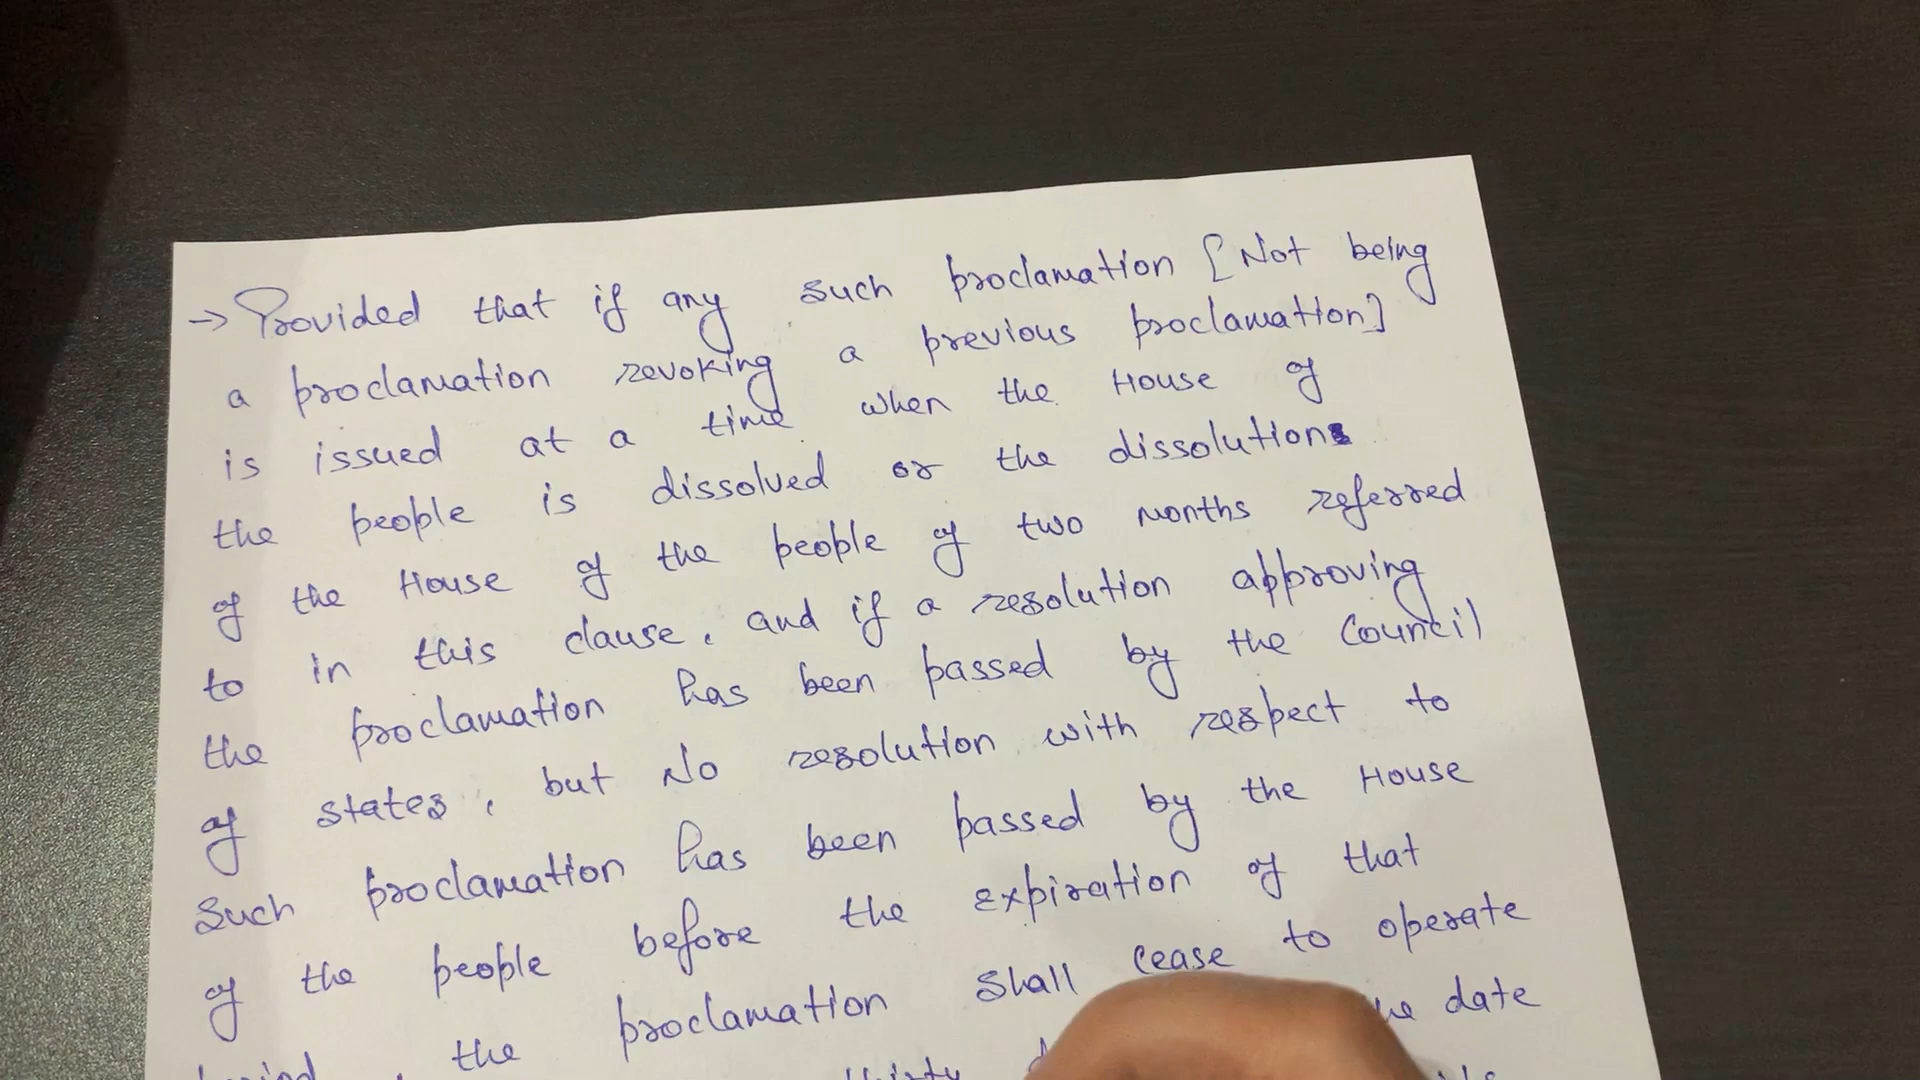 → Provided that if any such proclamation [Not being
a proclamation revoking a previous proclamation]
is issued at a time when the House of
the people is dissolved or the dissolution
of the House of the people of two months referred
to in this clause, and if a resolution approving
the proclamation has been passed by the Council
of states, but No resolution with respect to
Such proclamation has been passed by the House
of the people before the expiration of that
the proclamation shall cease to operate
thirty date